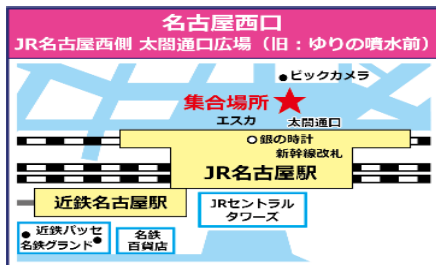 名古屋西口
JR名古屋西側 太閤通口広場（旧：ゆりの噴水前）
●ビックカメラ
集合場所
エスカ
太閤通口
銀の時計
新幹線改札
JR名古屋駅
近鉄名古屋駅
JRセントラル
タワーズ
近鉄パッセ
名鉄グランド
名鉄
百貨店